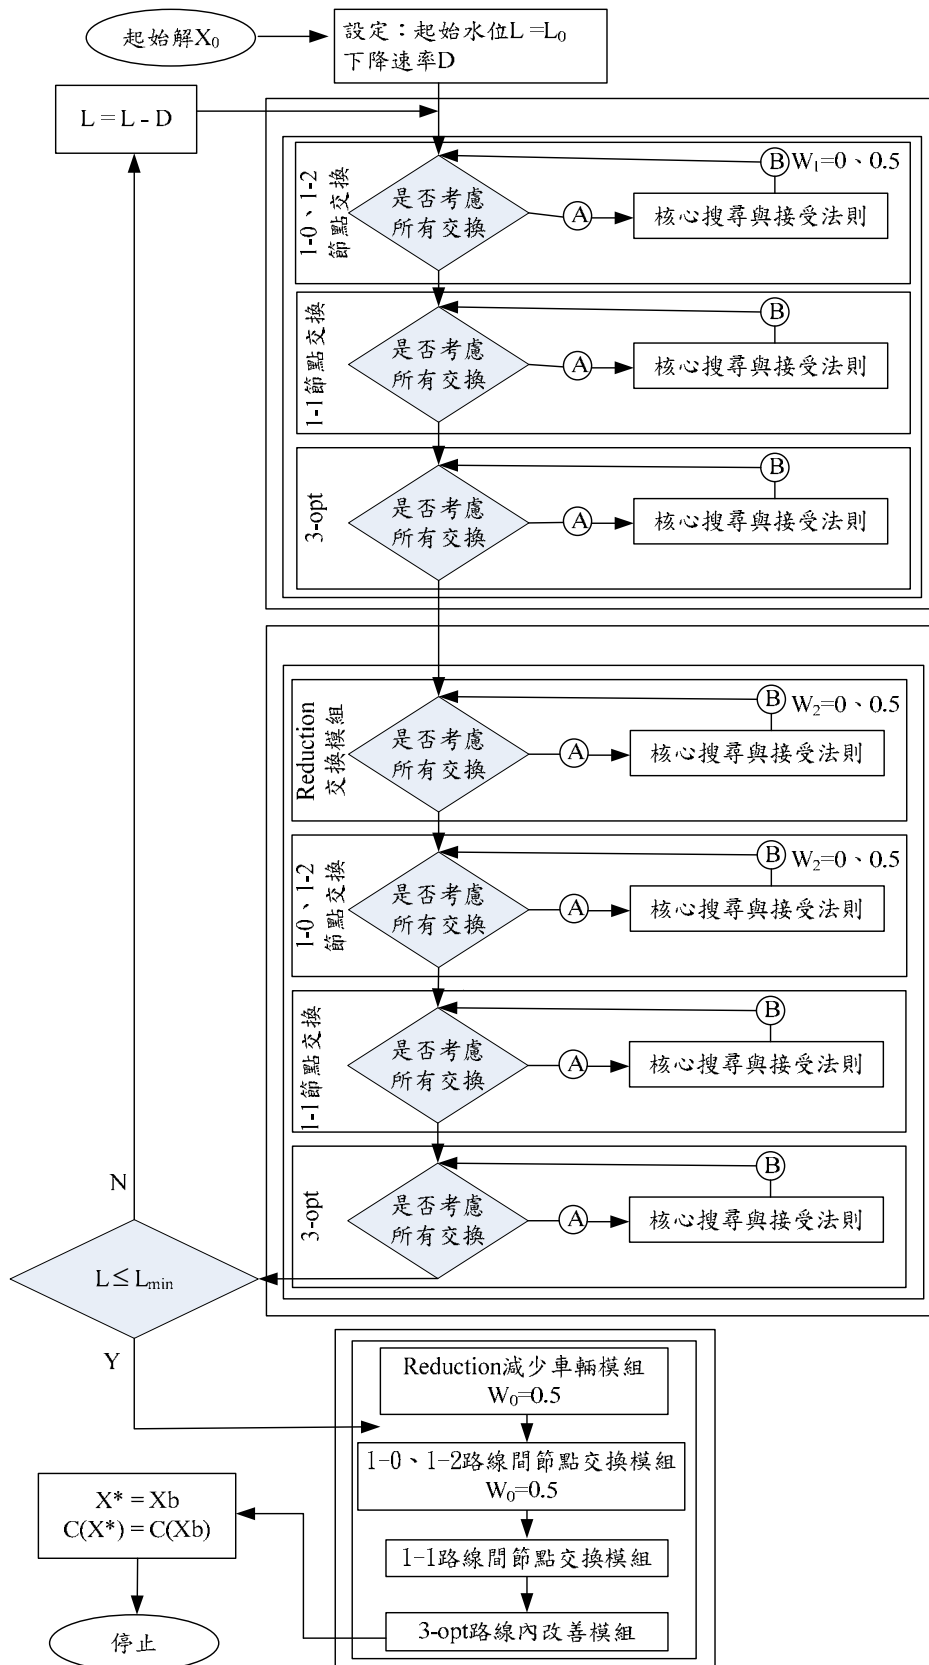 起始解X₀
設定：起始水位L =L₀
下降速率D
L = L - D
1-0、1-2
節點交換
是否考慮
所有交換
A
B
W₁=0、0.5
核心搜尋與接受法則
1-1節點交換
是否考慮
所有交換
A
B
核心搜尋與接受法則
3-opt
是否考慮
所有交換
A
B
核心搜尋與接受法則
Reduction
交換模組
是否考慮
所有交換
A
B
W₂=0、0.5
核心搜尋與接受法則
1-0、1-2
節點交換
是否考慮
所有交換
A
B
W₂=0、0.5
核心搜尋與接受法則
1-1節點交換
是否考慮
所有交換
A
B
核心搜尋與接受法則
3-opt
是否考慮
所有交換
A
B
核心搜尋與接受法則
N
L ≤ Lmin
Y
Reduction減少車輛模組
W₀=0.5
1-0、1-2路線間節點交換模組
W₀=0.5
1-1路線間節點交換模組
3-opt路線內改善模組
X* = Xb
C(X*) = C(Xb)
停止